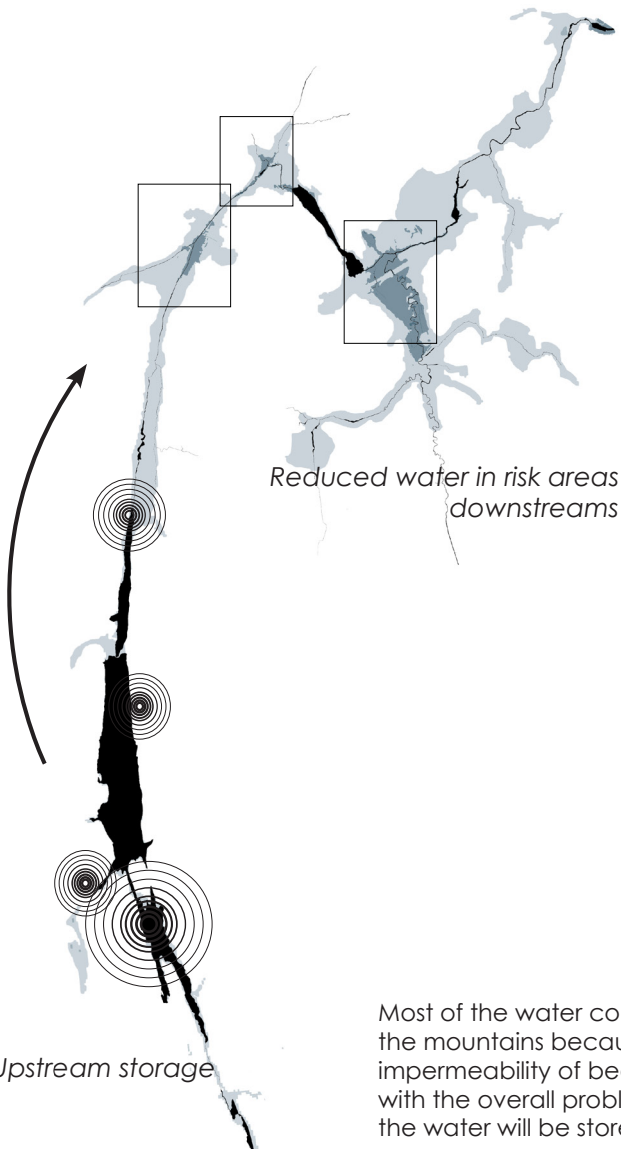 Reduced water in risk areas
downstreams
Upstream storage
Most of the water
the mountains
impermeability of
with the overall
the water will be